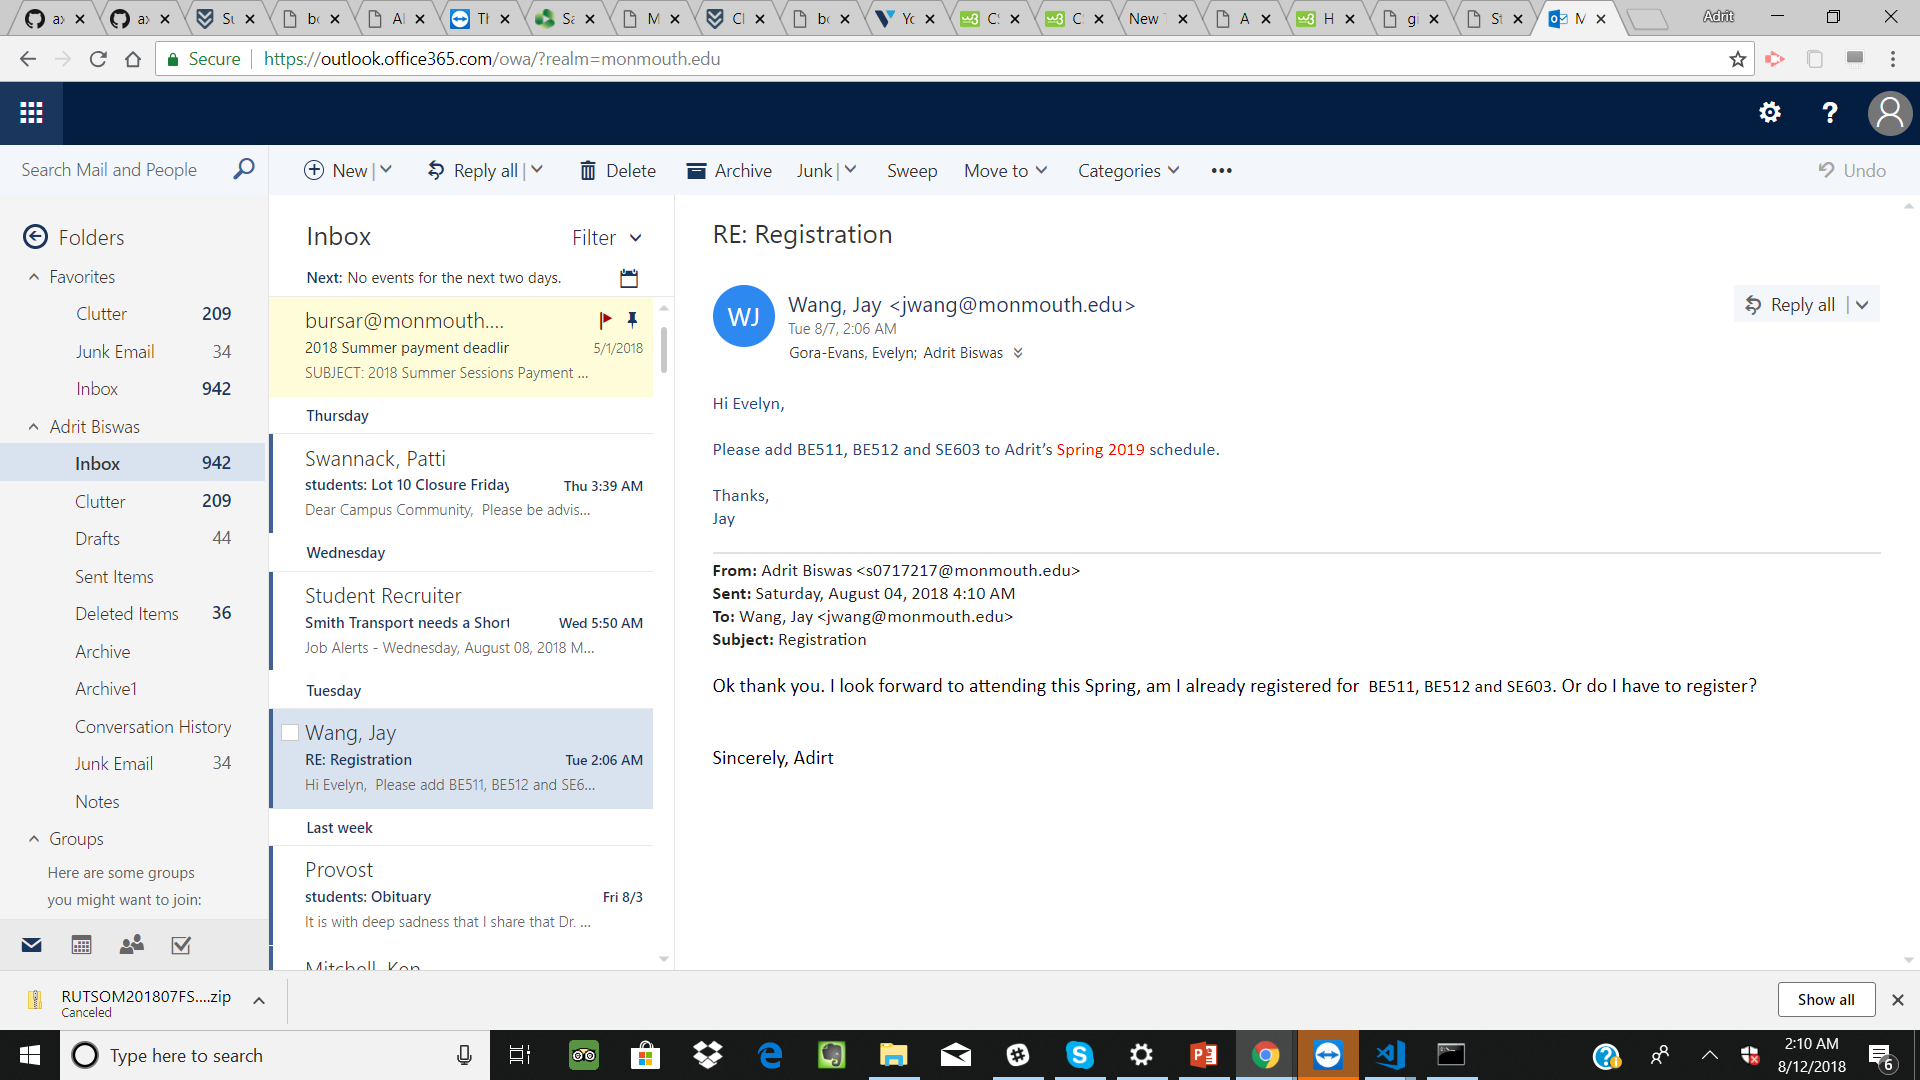 ax
ax
Su
bo
Al
Th
Sa
M
Cl
bo
Yo
CS
CS
New T
A
H
gi
St
M
Adrit
Secure
https://outlook.office365.com/owa/?realm=monmouth.edu
Search Mail and People
New
Reply all
Delete
Archive
Junk
Sweep
Move to
Categories
Undo
Folders
Favorites
Clutter 209
Junk Email 34
Inbox 942
Adrit Biswas
Inbox 942
Clutter 209
Drafts 44
Sent Items
Deleted Items 36
Archive
Archive1
Conversation History
Junk Email 34
Notes
Groups
Here are some groups
you might want to join:
Inbox
Filter
Next: No events for the next two days.
bursar@monmouth....
2018 Summer payment deadlir 5/1/2018
SUBJECT: 2018 Summer Sessions Payment ...
Thursday
Swannack, Patti
students: Lot 10 Closure Friday Thu 3:39 AM
Dear Campus Community, Please be advis...
Wednesday
Student Recruiter
Smith Transport needs a Short Wed 5:50 AM
Job Alerts - Wednesday, August 08, 2018 M...
Tuesday
Wang, Jay
RE: Registration Tue 2:06 AM
Hi Evelyn, Please add BE511, BE512 and SE6...
Last week
Provost
students: Obituary Fri 8/3
It is with deep sadness that I share that Dr. ...
Mitchell, Ken
RE: Registration
WJ
Wang, Jay <jwang@monmouth.edu>
Tue 8/7, 2:06 AM
Gora-Evans, Evelyn; Adrit Biswas
Reply all
Hi Evelyn,
Please add BE511, BE512 and SE603 to Adrit’s Spring 2019 schedule.
Thanks,
Jay
From: Adrit Biswas <s0717217@monmouth.edu>
Sent: Saturday, August 04, 2018 4:10 AM
To: Wang, Jay <jwang@monmouth.edu>
Subject: Registration
Ok thank you. I look forward to attending this Spring, am I already registered for BE511, BE512 and SE603. Or do I have to register?
Sincerely, Adirt
RUTSOM201807FS....zip
Canceled
Show all
Type here to search
2:10 AM
8/12/2018
6